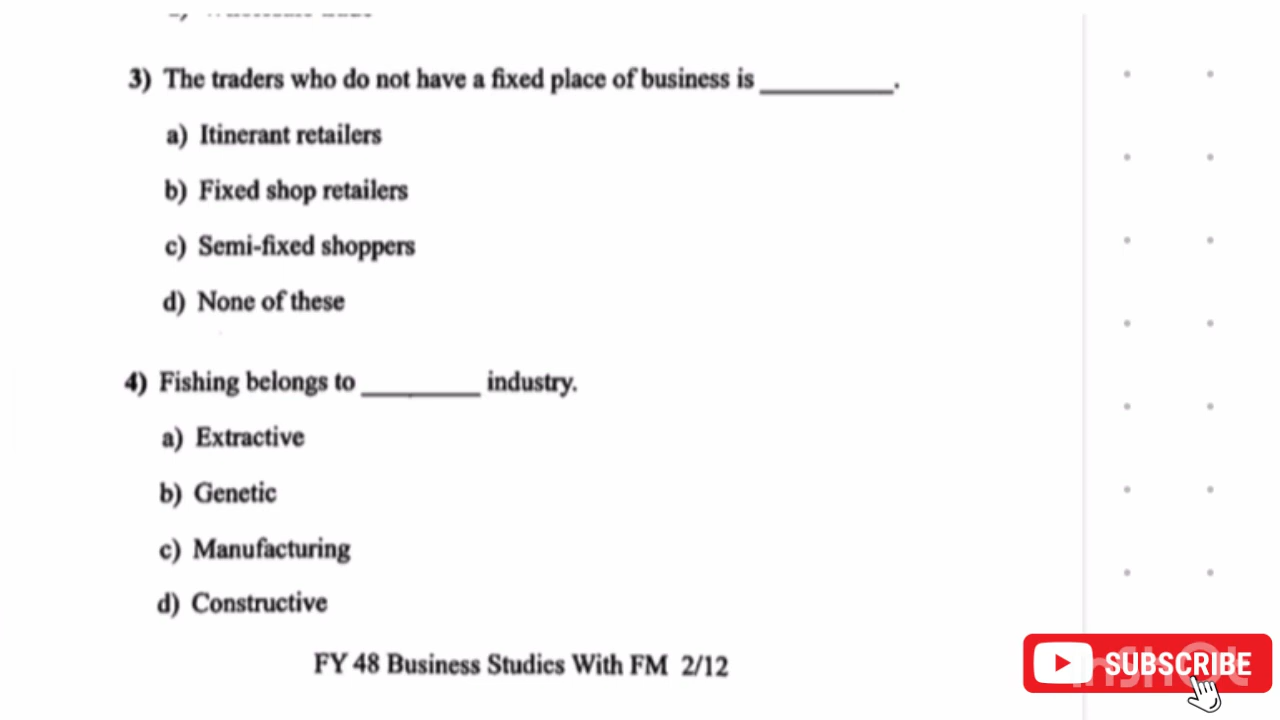 3) The traders who do not have a fixed place of business is __________.
a) Itinerant retailers
b) Fixed shop retailers
c) Semi-fixed shoppers
d) None of these
4) Fishing belongs to _________ industry.
a) Extractive
b) Genetic
c) Manufacturing
d) Constructive
FY 48 Business Studies With FM 2/12
SUBSCRIBE